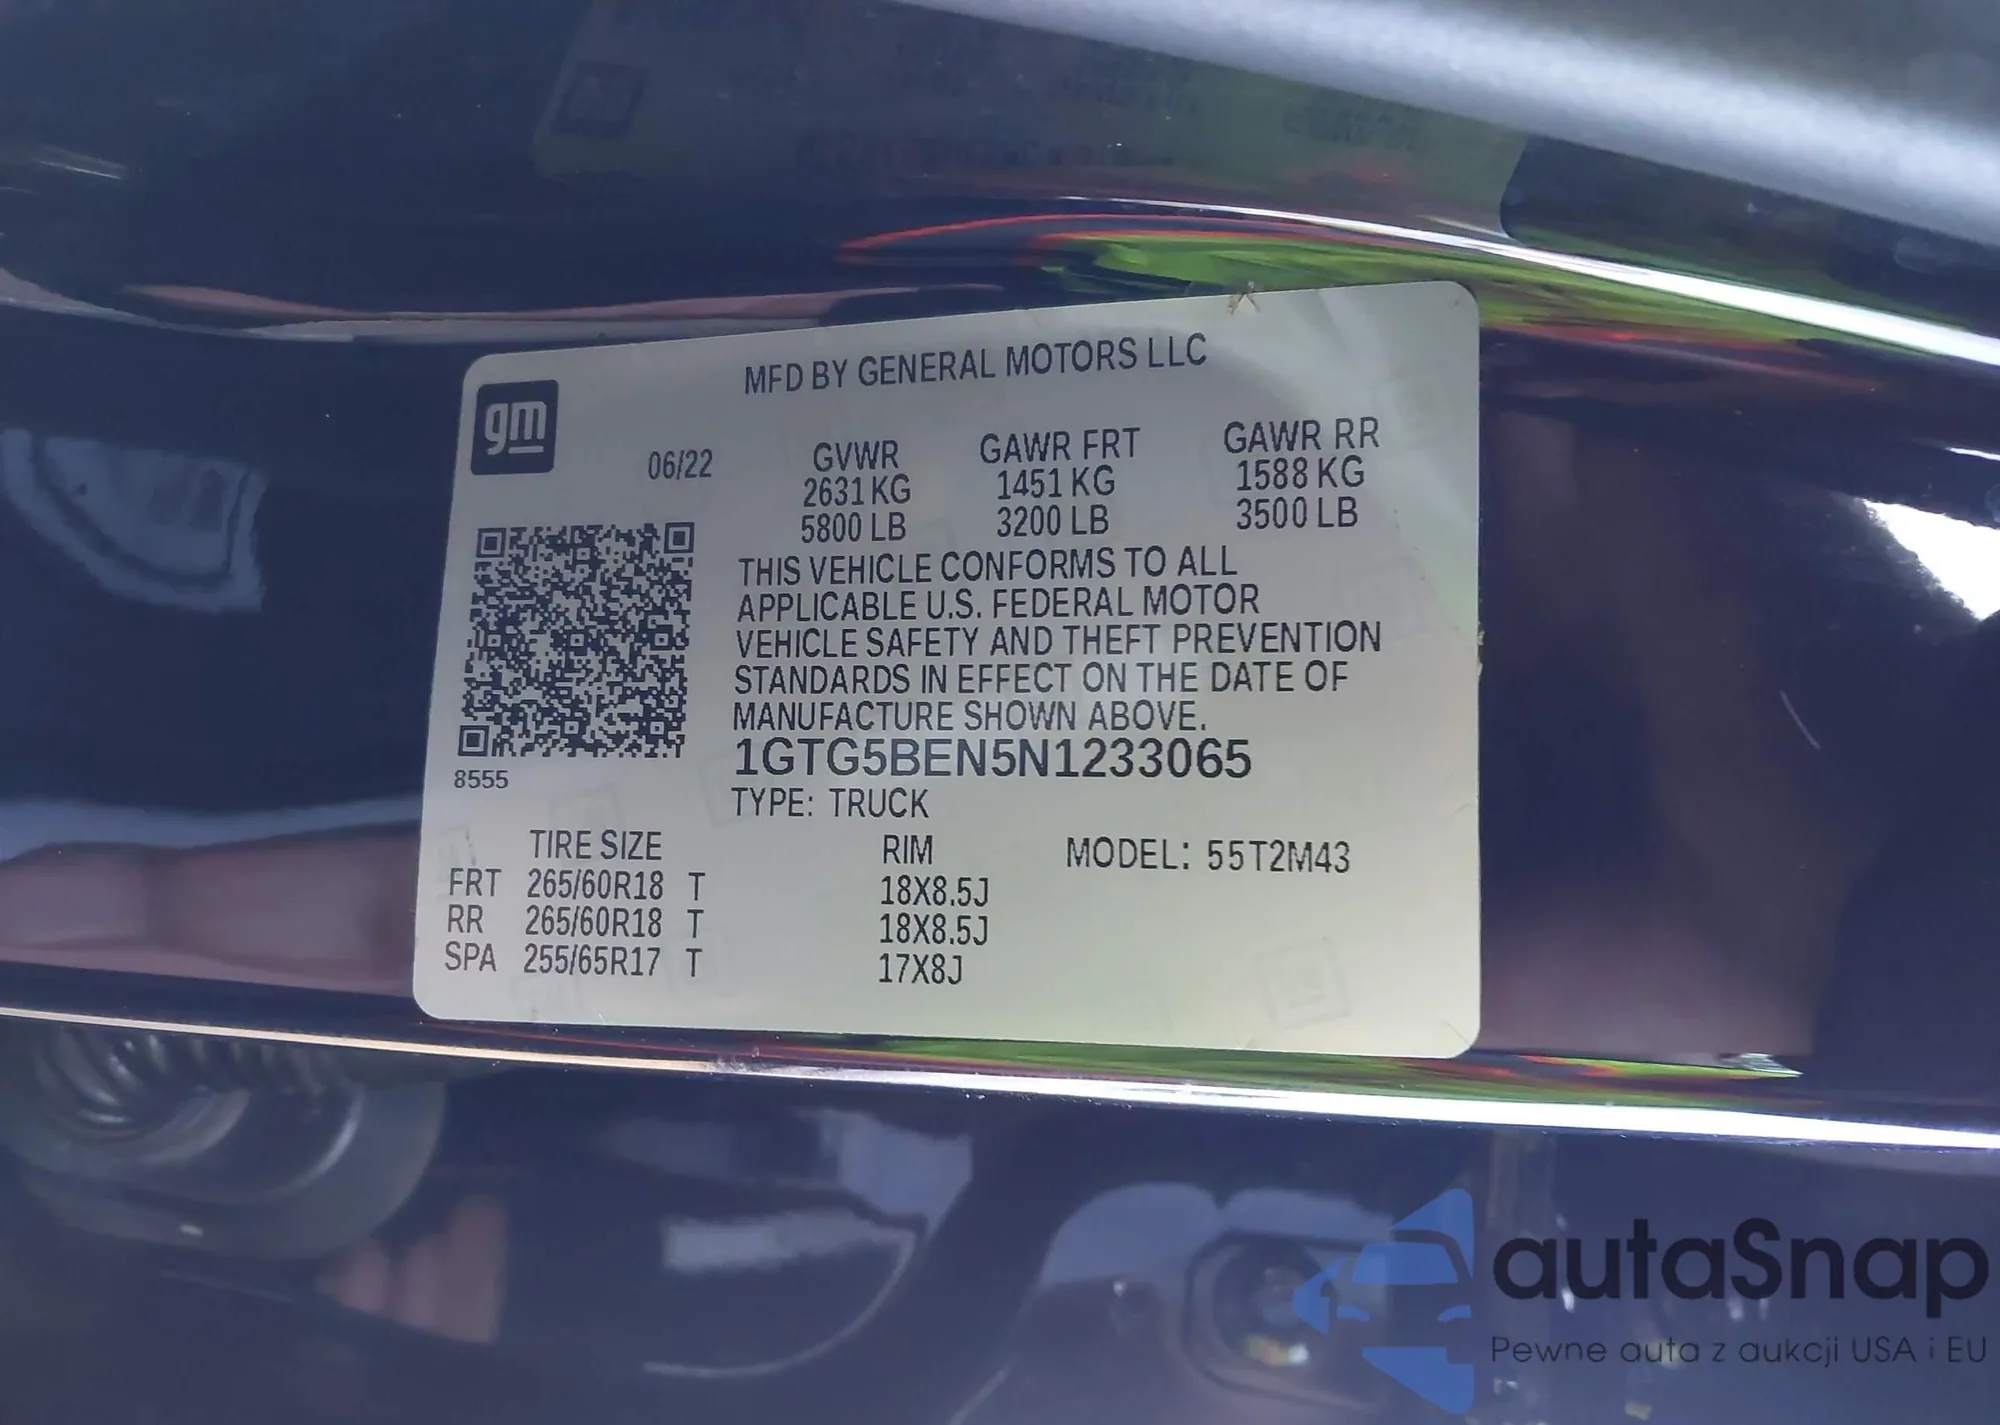 MFD BY GENERAL MOTORS LLC
gm
06/22
GVWR GAWR FRT GAWR RR
2631 KG 1451 KG 1588 KG
5800 LB 3200 LB 3500 LB
THIS VEHICLE CONFORMS TO ALL
APPLICABLE U.S. FEDERAL MOTOR
VEHICLE SAFETY AND THEFT PREVENTION
STANDARDS IN EFFECT ON THE DATE OF
MANUFACTURE SHOWN ABOVE.
1GTG5BEN5N1233065
8555
TYPE: TRUCK
TIRE SIZE RIM MODEL: 55T2M43
FRT 265/60R18 T 18X8.5J
RR 265/60R18 T 18X8.5J
SPA 255/65R17 T 17X8J
autaSnap
Pewne auta z aukcji USA i EU